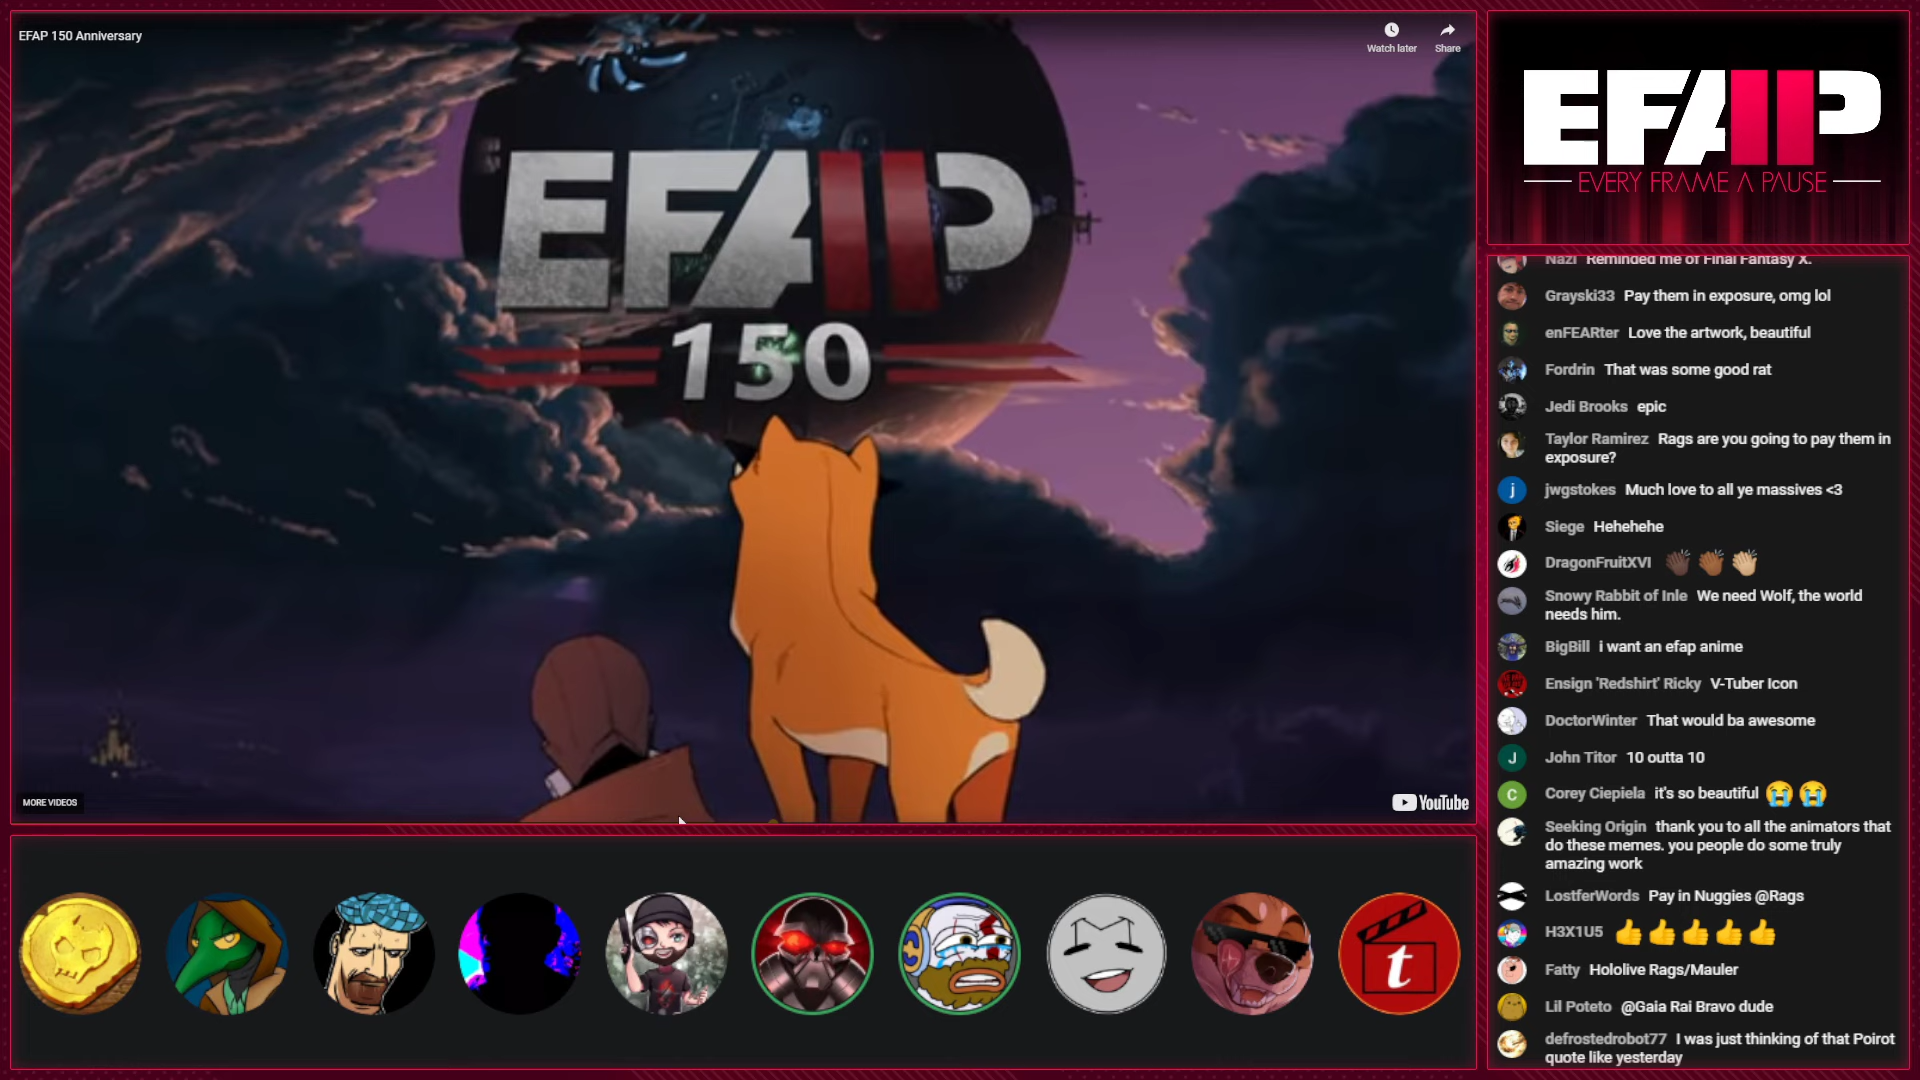 EFAP 150 Anniversary
Watch later
Share
EFAP
150
MORE VIDEOS
YouTube
EFAP
EVERY FRAME A PAUSE
Nazi Reminded me of Final Fantasy X.
Grayski33 Pay them in exposure, omg lol
enFEARter Love the artwork, beautiful
Fordrin That was some good rat
Jedi Brooks epic
Taylor Ramirez Rags are you going to pay them in
exposure?
j
jwgstokes Much love to all ye massives <3
Siege Hehehehe
DragonFruitXVI 👏🏿 👏🏾 👏🏼
Snowy Rabbit of Inle We need Wolf, the world
needs him.
BigBill i want an efap anime
Ensign 'Redshirt' Ricky V-Tuber Icon
DoctorWinter That would ba awesome
J
John Titor 10 outta 10
C
Corey Ciepiela it's so beautiful 😭 😭
Seeking Origin thank you to all the animators that
do these memes. you people do some truly
amazing work
LostferWords Pay in Nuggies @Rags
H3X1U5 👍 👍 👍 👍 👍
Fatty Hololive Rags/Mauler
Lil Poteto @Gaia Rai Bravo dude
defrostedrobot77 I was just thinking of that Poirot
quote like yesterday
t